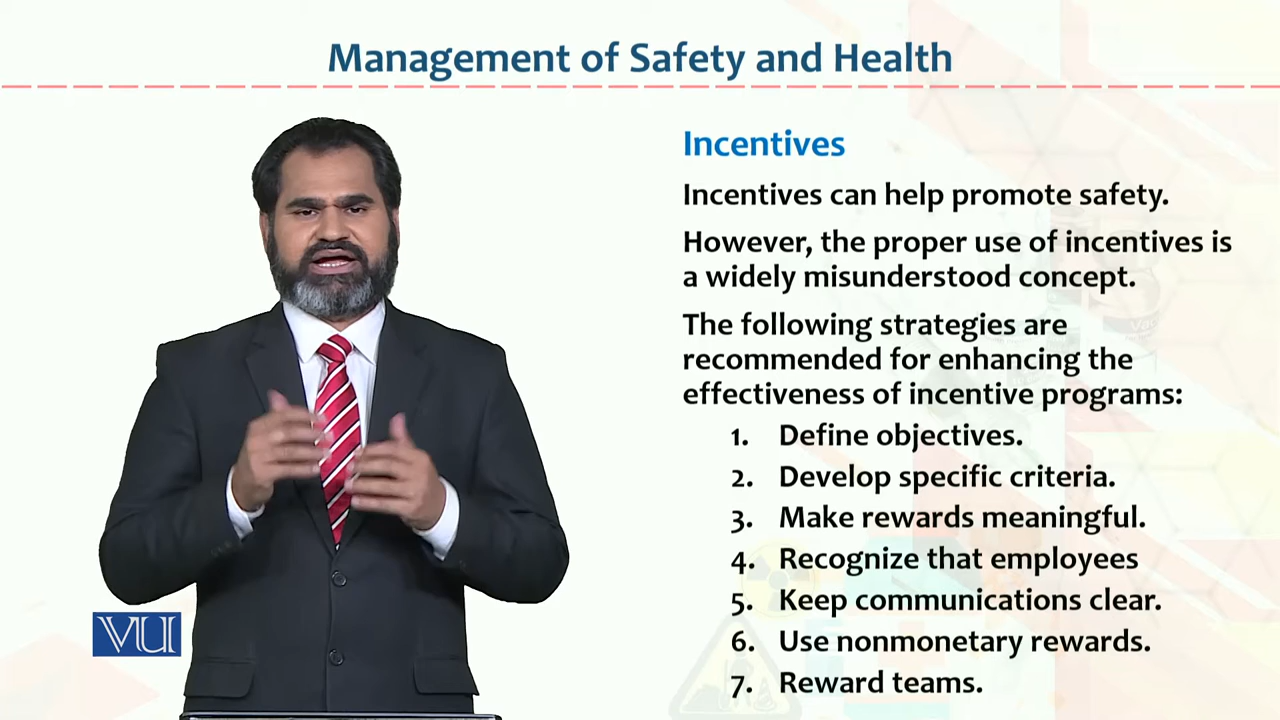 Management of Safety and Health
Incentives
Incentives can help promote safety.
However, the proper use of incentives is
a widely misunderstood concept.
The following strategies are
recommended for enhancing the
effectiveness of incentive programs:
1. Define objectives.
2. Develop specific criteria.
3. Make rewards meaningful.
4. Recognize that employees
5. Keep communications clear.
6. Use nonmonetary rewards.
7. Reward teams.
VU